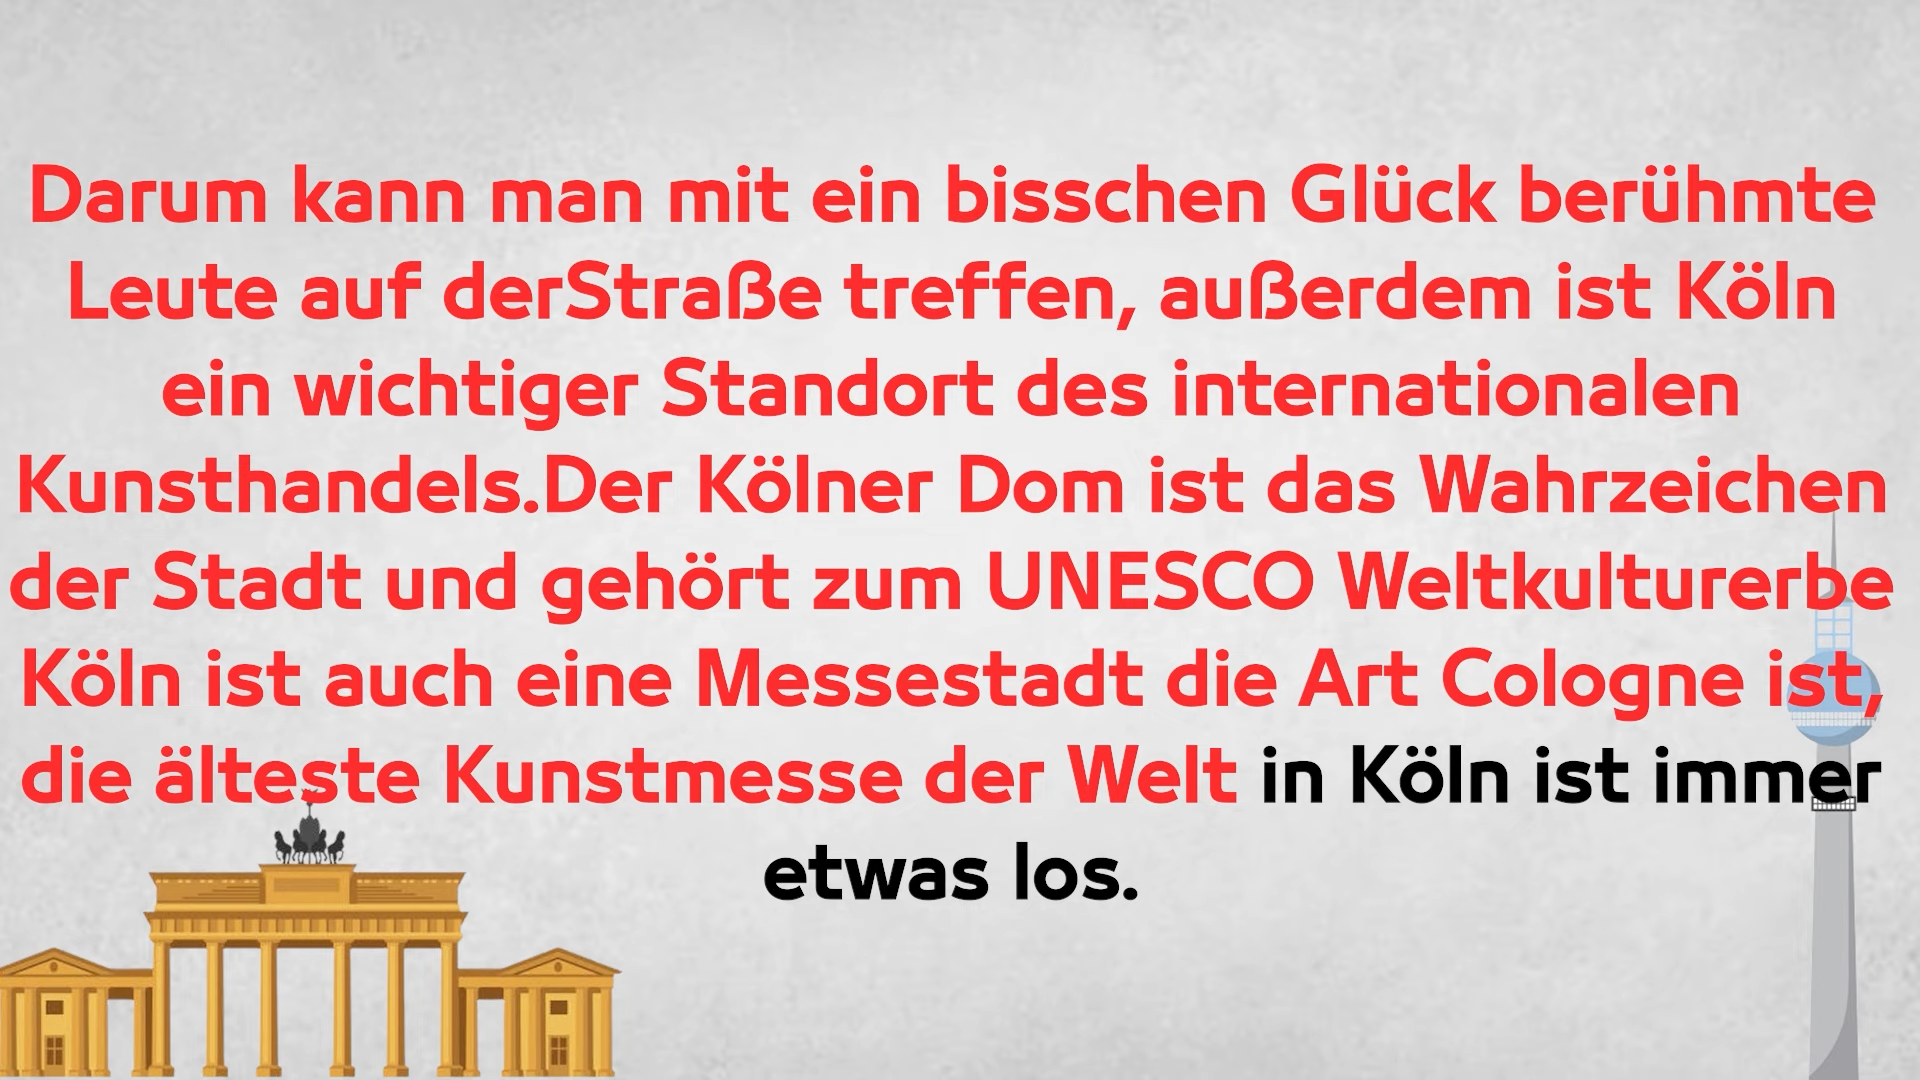 Darum kann man mit ein bisschen Glück berühmte
Leute auf derStraße treffen, außerdem ist Köln
ein wichtiger Standort des internationalen
Kunsthandels.Der Kölner Dom ist das Wahrzeichen
der Stadt und gehört zum UNESCO Weltkulturerbe
Köln ist auch eine Messestadt die Art Cologne ist,
die älteste Kunstmesse der Welt in Köln ist immer
etwas los.